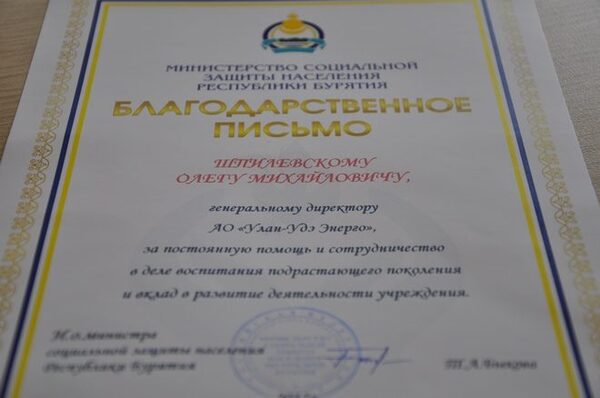 МИНИСТЕРСТВО СОЦИАЛЬНОЙ
ЗАЩИТЫ НАСЕЛЕНИЯ
РЕСПУБЛИКИ БУРЯТИЯ
БЛАГОДАРСТВЕННОЕ
ПИСЬМО
ШПИЛЕВСКОМУ
ОЛЕГУ МИХАЙЛОВИЧУ,
генеральному директору
АО «Улан-Удэ Энерго»,
за постоянную помощь и сотрудничество
в деле воспитания подрастающего поколения
и вклад в развитие деятельности учреждения.
И.о.министра
социальной защиты населения
Республики Бурятия
Т.А.Быкова